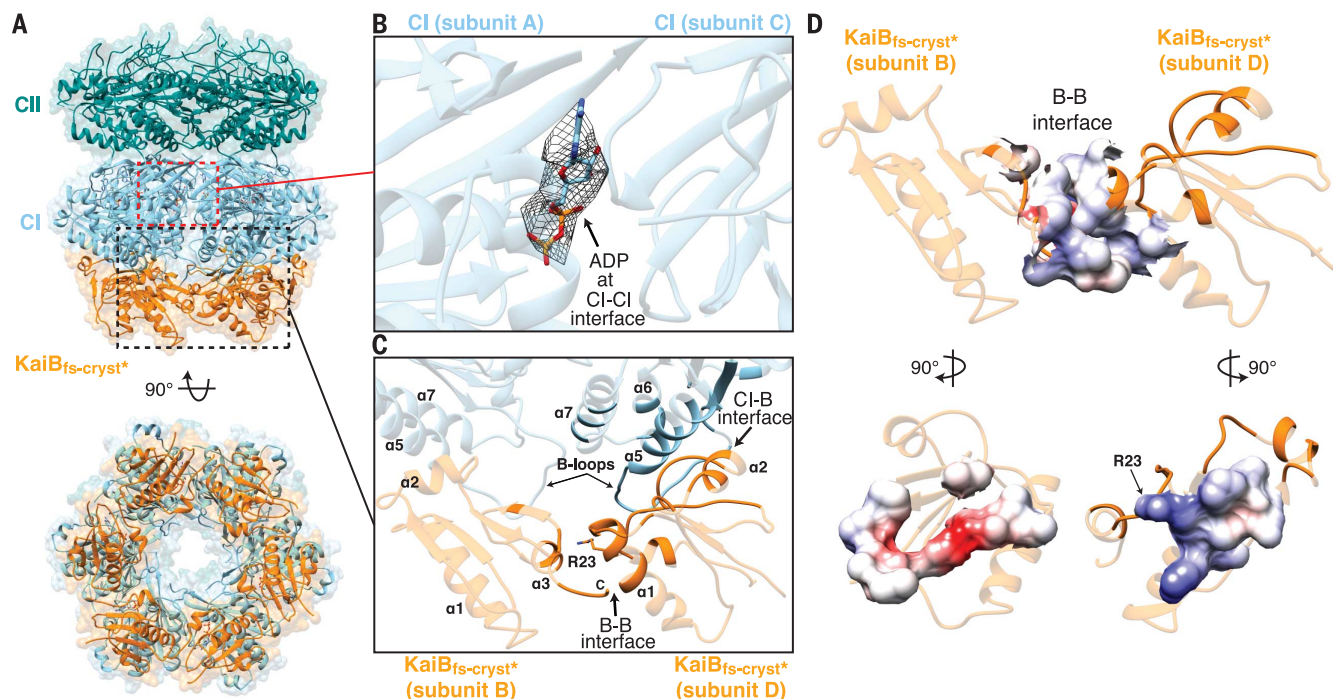 A
CII
CI
KaiBfs-cryst*
90°
B
CI (subunit A)
CI (subunit C)
ADP
at
CI-CI
interface
C
α7
α5
α2
α7
α6
α5
CI-B
interface
α2
B-loops
R23
α3
α1
C
α1
B-B
interface
KaiBfs-cryst*
(subunit B)
KaiBfs-cryst*
(subunit D)
D
KaiBfs-cryst*
(subunit B)
KaiBfs-cryst*
(subunit D)
B-B
interface
90°
90°
R23